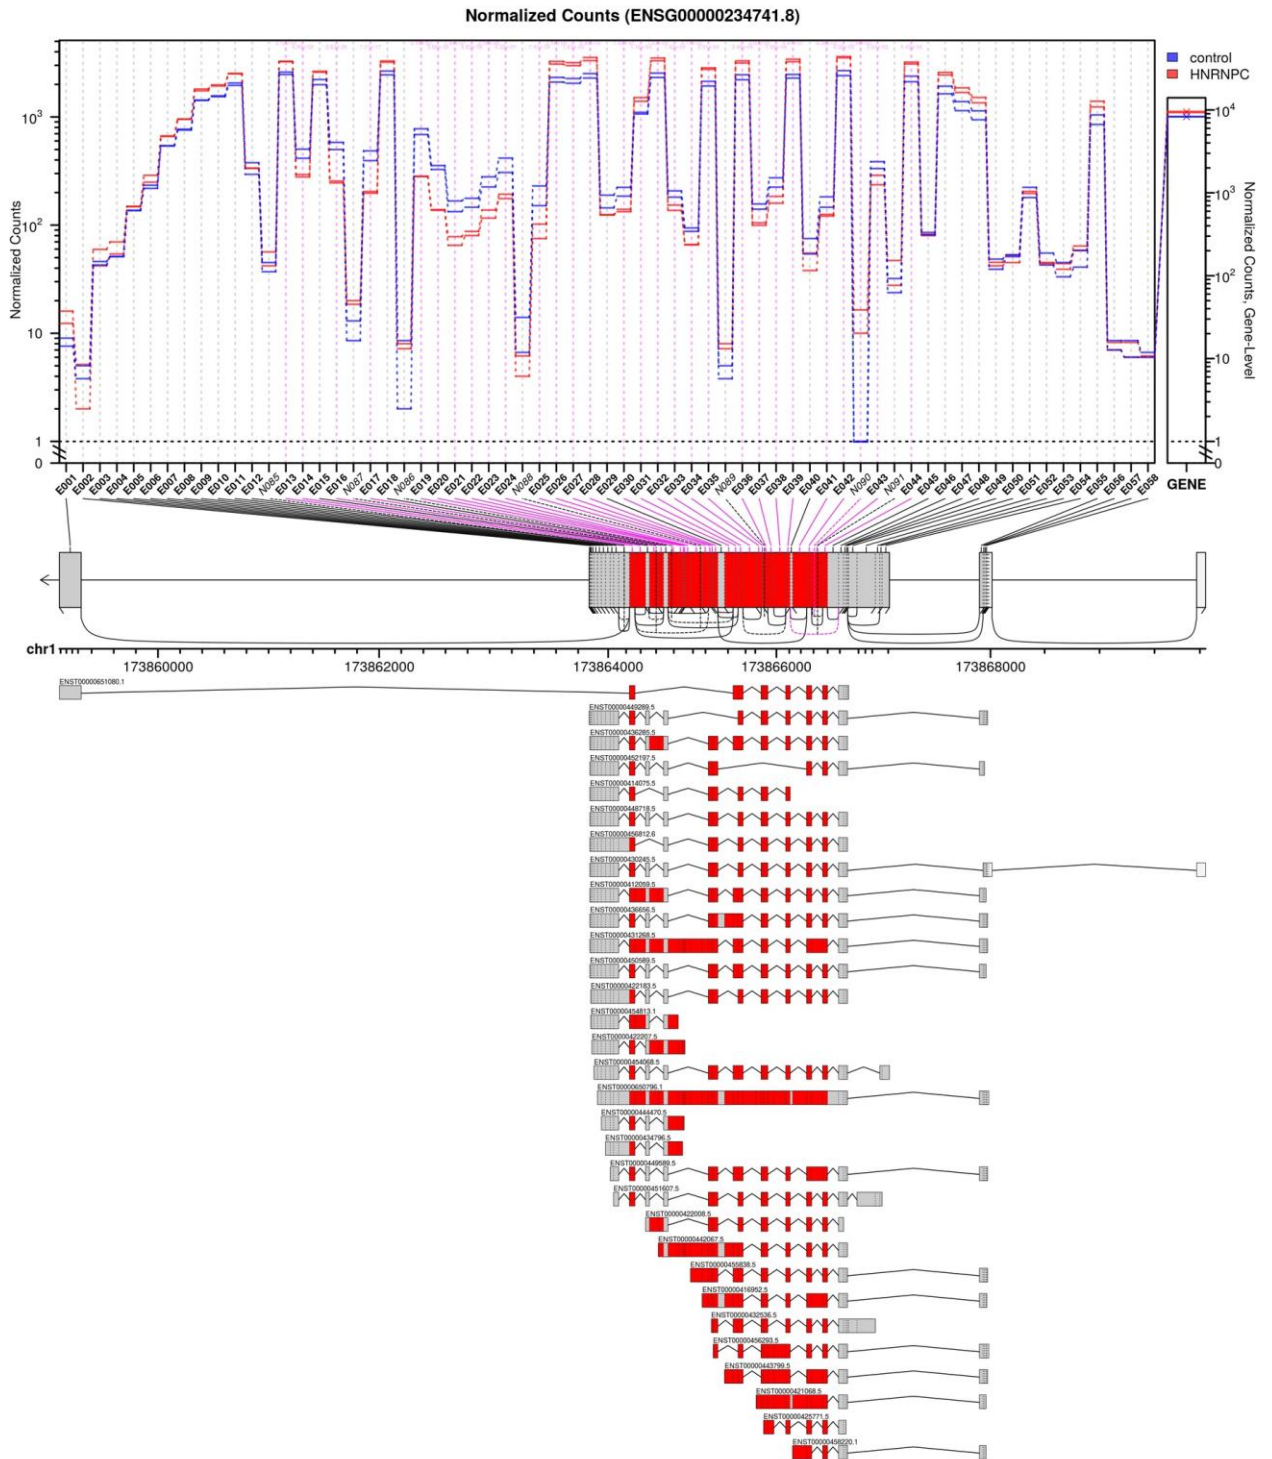 Normalized Counts (ENSG00000234741.8)
control
HNRNPC
Normalized Counts
10³
10²
10
1
0
10⁴
10³
10²
10
1
0
Normalized Counts, Gene-Level
E001 E002 E003 E004 E005 E006 E007 E008 E009 E010 E011 E012 N085 E013 E014 E015 E016 N087 E017 E018 N086 E019 E020 E021 E022 E023 E024 N088 E025 E026 E027 E028 E029 E030 E031 E032 E033 E034 E035 N089 E036 E037 E038 E039 E040 E041 E042 N090 E043 N091 E044 E045 E046 E047 E048 E049 E050 E051 E052 E053 E054 E055 E056 E057 E058
GENE
chr1
173860000 173862000 173864000 173866000 173868000
ENST00000651080.1
ENST00000449289.5
ENST00000436285.5
ENST00000452197.5
ENST00000414075.5
ENST00000448718.5
ENST00000456812.6
ENST00000430245.5
ENST00000412059.5
ENST00000436656.5
ENST00000431268.5
ENST00000450589.5
ENST00000422183.5
ENST00000454813.1
ENST00000422207.5
ENST00000454068.5
ENST00000650796.1
ENST00000444470.5
ENST00000434796.5
ENST00000449589.5
ENST00000451607.5
ENST00000422008.5
ENST00000442067.5
ENST00000455838.5
ENST00000416952.5
ENST00000432536.5
ENST00000456293.5
ENST00000443799.5
ENST00000421068.5
ENST00000425771.5
ENST00000458220.1